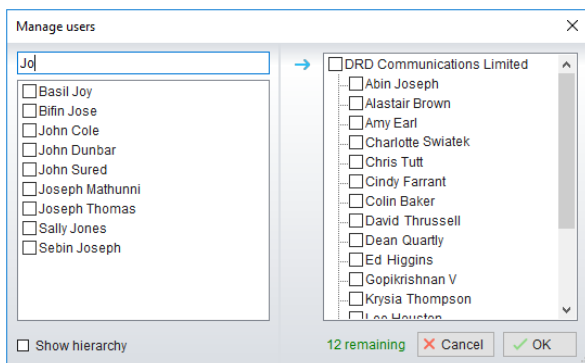 Manage users
Jo
Basil Joy
Bifin Jose
John Cole
John Dunbar
John Sured
Joseph Mathunni
Joseph Thomas
Sally Jones
Sebin Joseph
Show hierarchy
DRD Communications Limited
Abin Joseph
Alastair Brown
Amy Earl
Charlotte Swiatek
Chris Tutt
Cindy Farrant
Colin Baker
David Thrussell
Dean Quartly
Ed Higgins
Gopikrishnan V
Krysia Thompson
Lee Houston
12 remaining
Cancel
OK